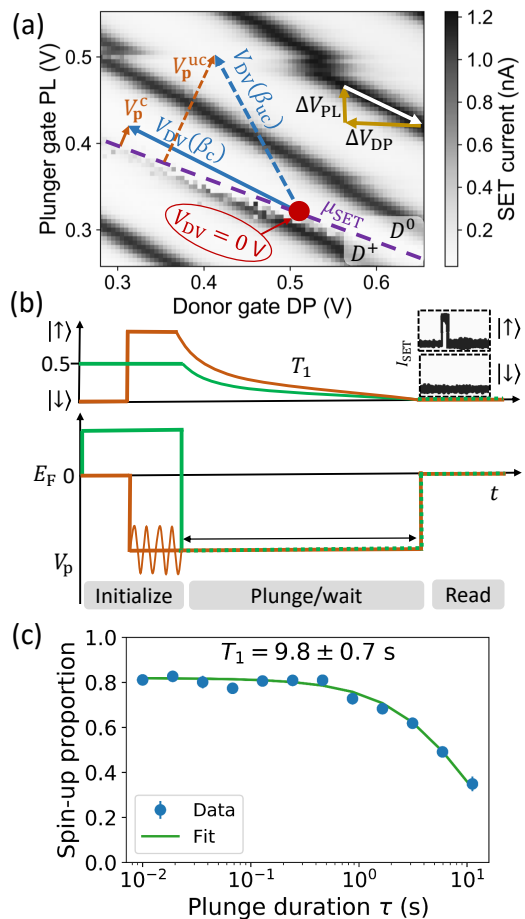 (a)
Plunger gate PL (V)
0.5
0.4
0.3
V_p^uc
V_p^c
V_DV(β_uc)
V_DV(β_c)
ΔV_PL
ΔV_DP
μ_SET
V_DV = 0 V
D^0
D^+
0.3
0.4
0.5
0.6
Donor gate DP (V)
1.2
1.0
0.8
0.6
0.4
0.2
SET current (nA)
(b)
|↑⟩
0.5
|↓⟩
T_1
I_SET
|↑⟩
|↓⟩
E_F 0
t
V_p
Initialize
Plunge/wait
Read
(c)
Spin-up proportion
1.0
0.8
0.6
0.4
0.2
0.0
T_1 = 9.8 ± 0.7 s
Data
Fit
10^−2
10^−1
10^0
10^1
Plunge duration τ (s)